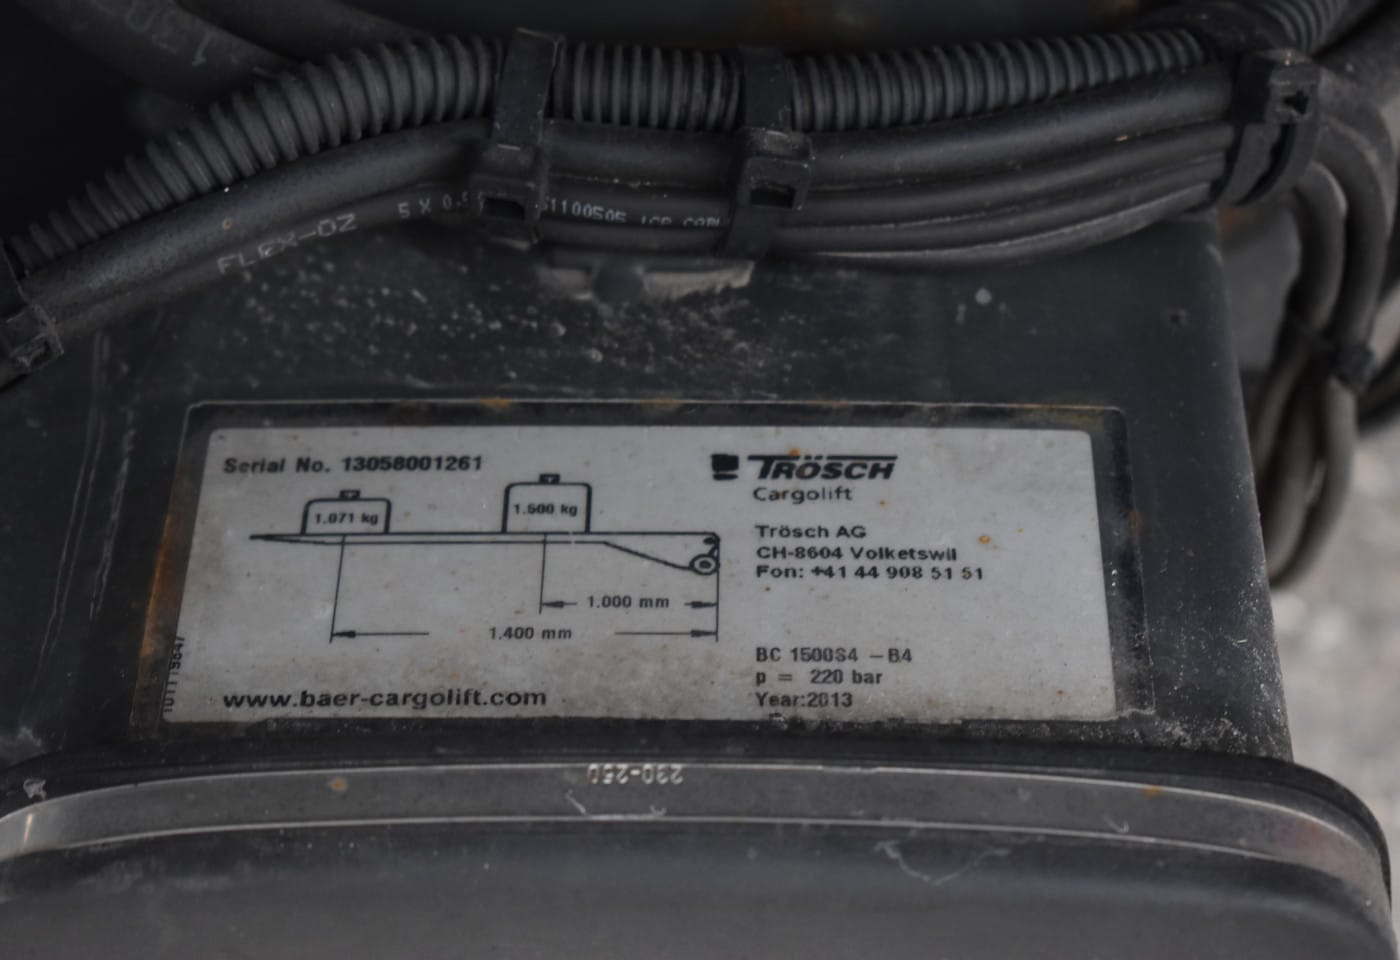 FLEX-OZ 5 X 0.5
Serial No. 13058001261
1.071 kg
1.500 kg
1.000 mm
1.400 mm
www.baer-cargolift.com
TRÖSCH
Cargolift
Trösch AG
CH-8604 Volketswil
Fon: +41 44 908 51 51
BC 1500S4 – B4
p = 220 bar
Year:2013
230-250